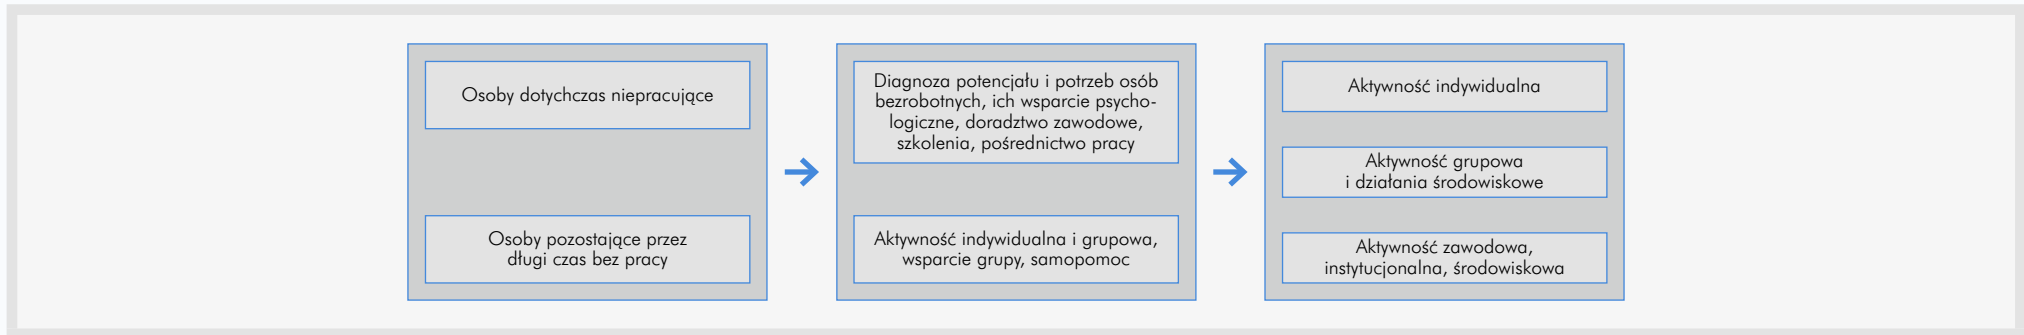 Osoby dotychczas niepracujące
Osoby pozostające przez
długi czas bez pracy
Diagnoza potencjału i potrzeb osób
bezrobotnych, ich wsparcie psycho-
logiczne, doradztwo zawodowe,
szkolenia, pośrednictwo pracy
Aktywność indywidualna i grupowa,
wsparcie grupy, samopomoc
Aktywność indywidualna
Aktywność grupowa
i działania środowiskowe
Aktywność zawodowa,
instytucjonalna, środowiskowa